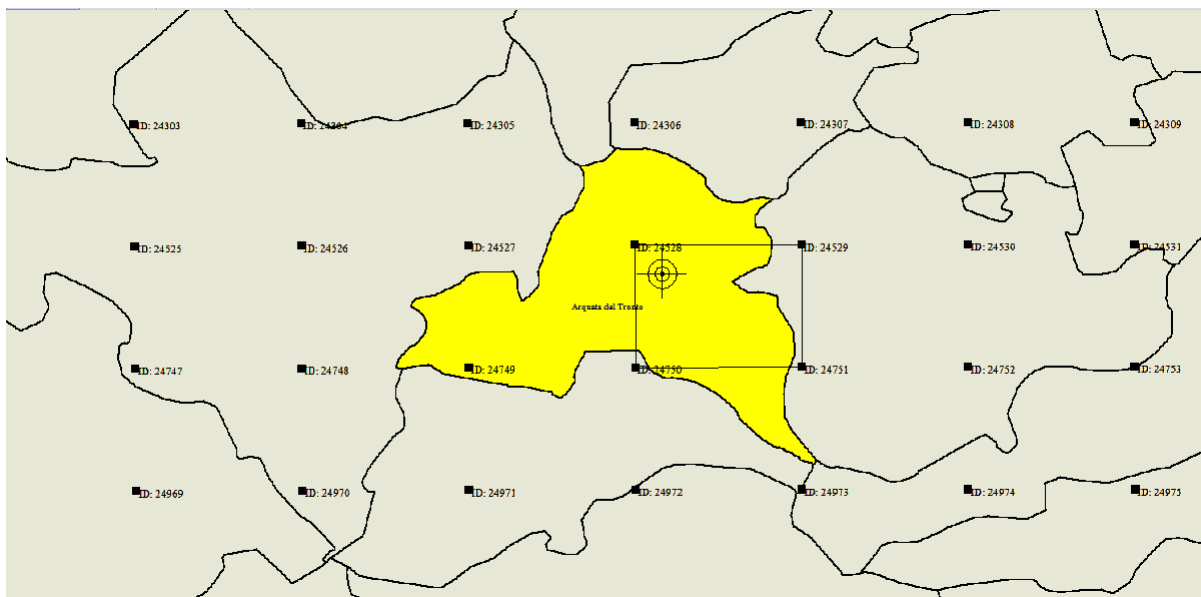 ID: 24303
ID: 24304
ID: 24305
ID: 24306
ID: 24307
ID: 24308
ID: 24309
ID: 24525
ID: 24526
ID: 24527
ID: 24528
ID: 24529
ID: 24530
ID: 24531
Arquata del Tronto
ID: 24747
ID: 24748
ID: 24749
ID: 24750
ID: 24751
ID: 24752
ID: 24753
ID: 24969
ID: 24970
ID: 24971
ID: 24972
ID: 24973
ID: 24974
ID: 24975